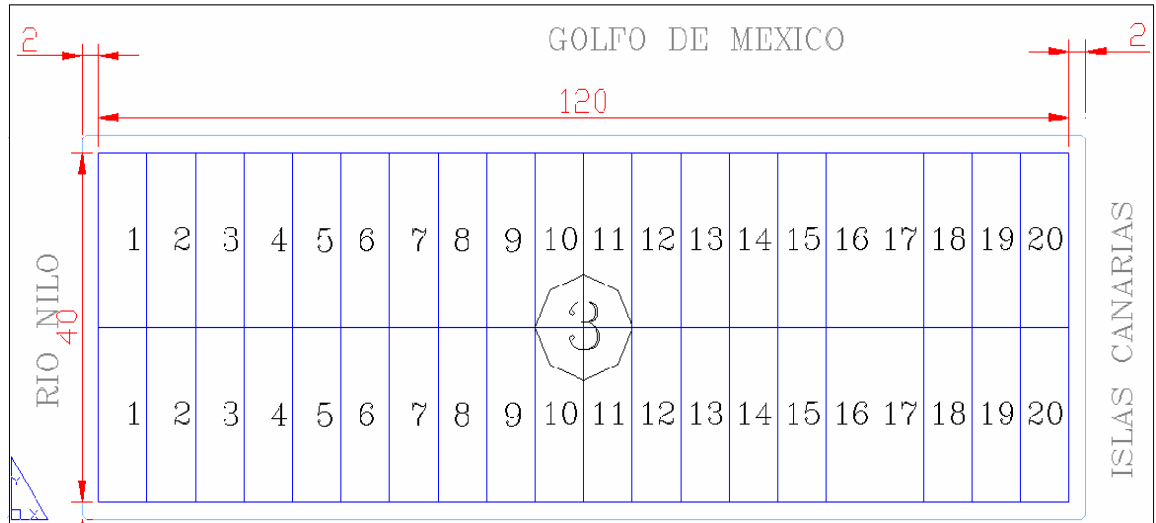 GOLFO DE MEXICO
2
2
120
1 2 3 4 5 6 7 8 9 10 11 12 13 14 15 16 17 18 19 20
RIO NILO
40
3
ISLAS CANARIAS
1 2 3 4 5 6 7 8 9 10 11 12 13 14 15 16 17 18 19 20
Y
X